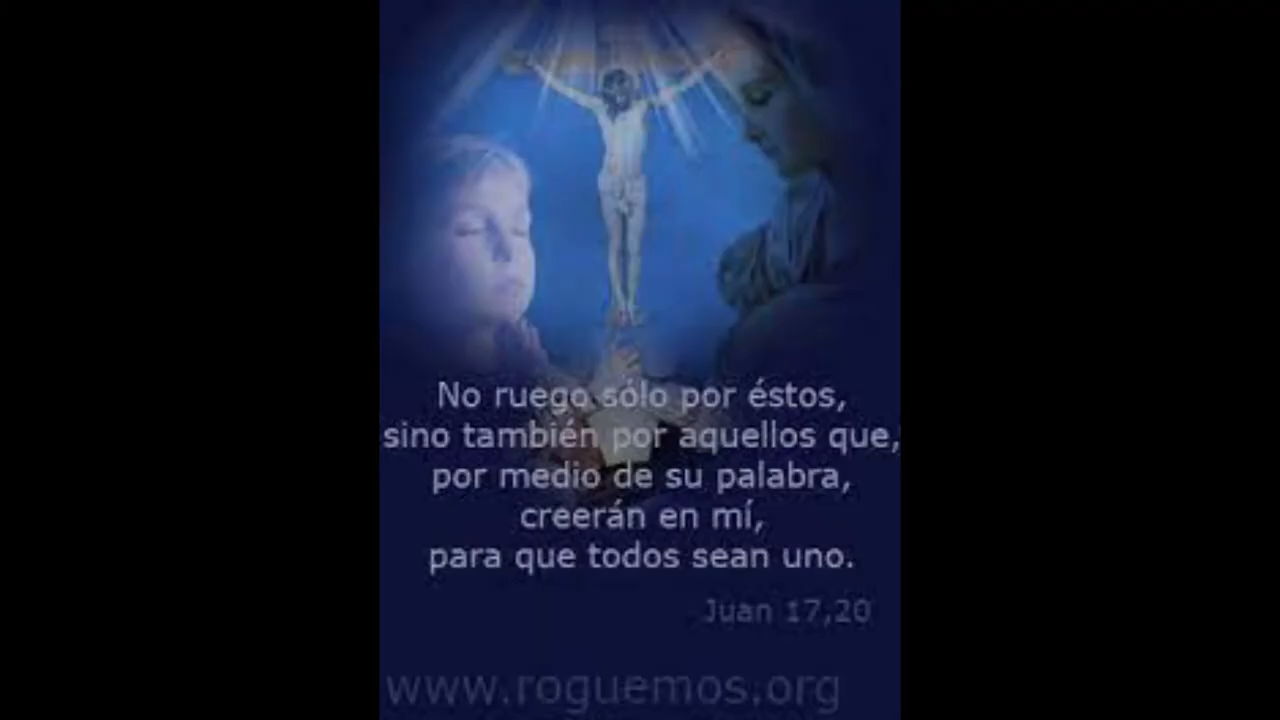 No ruego sólo por éstos,
sino también por aquellos que,
por medio de su palabra,
creerán en mí,
para que todos sean uno.
Juan 17,20
www.roguemos.org